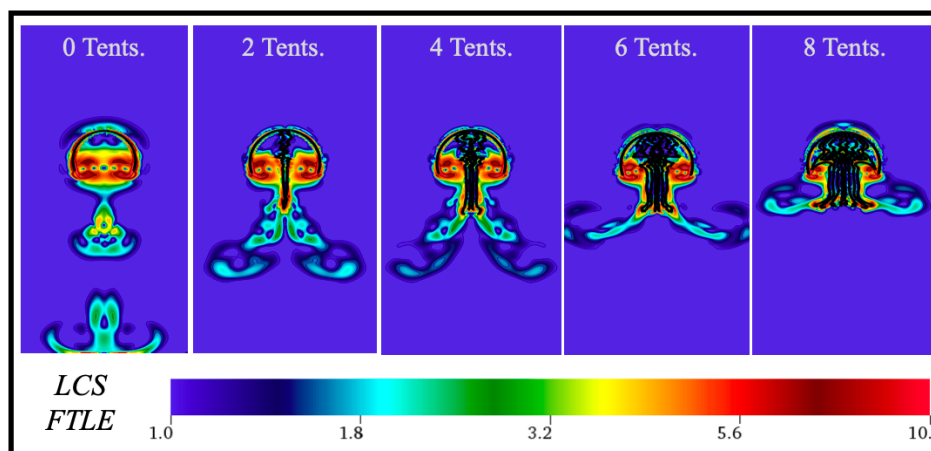 0 Tents.
2 Tents.
4 Tents.
6 Tents.
8 Tents.
LCS
FTLE
1.0
1.8
3.2
5.6
10.